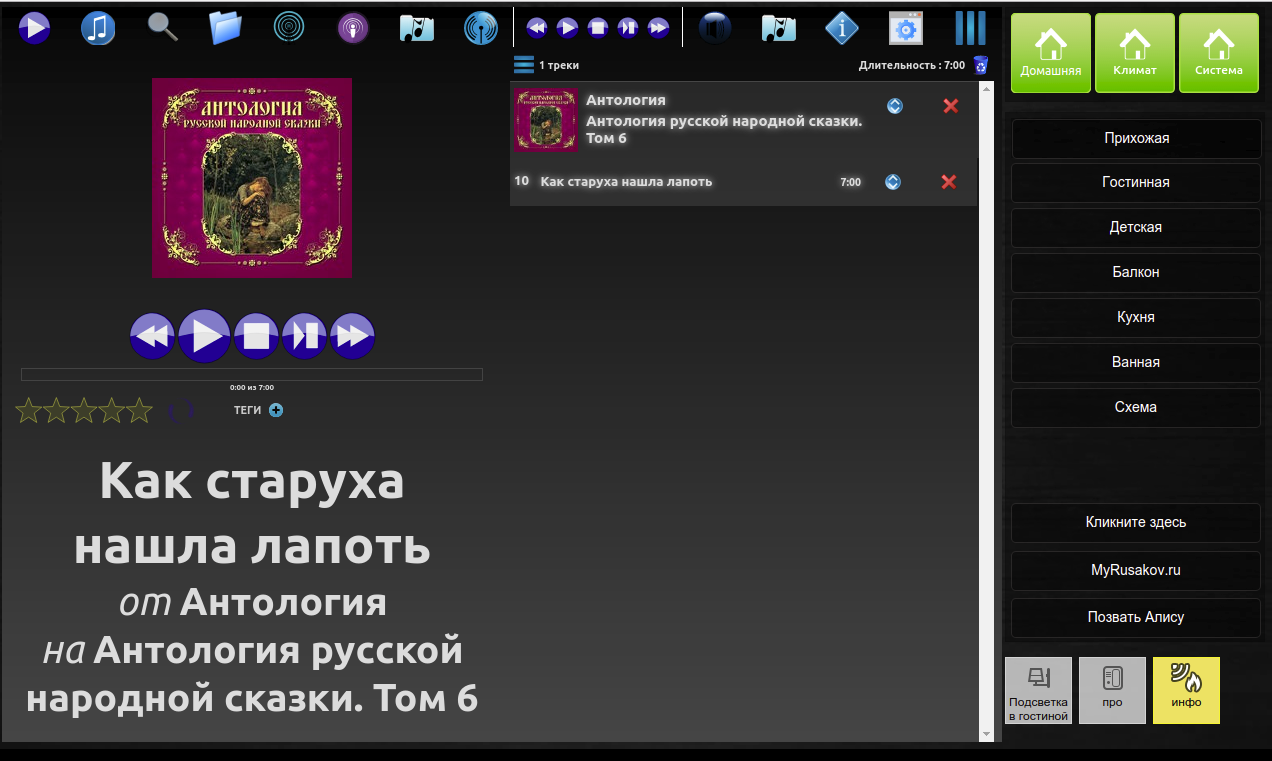 1 треки
Длительность : 7:00
АНТОЛОГИЯ
РУССКОЙ НАРОДНОЙ СКАЗКИ
Антология
Антология русской народной сказки.
Том 6
10 Как старуха нашла лапоть 7:00
0:00 из 7:00
ТЕГИ
Как старуха
нашла лапоть
от Антология
на Антология русской
народной сказки. Том 6
Домашняя
Климат
Система
Прихожая
Гостинная
Детская
Балкон
Кухня
Ванная
Схема
Кликните здесь
MyRusakov.ru
Позвать Алису
Подсветка
в гостиной
про
инфо